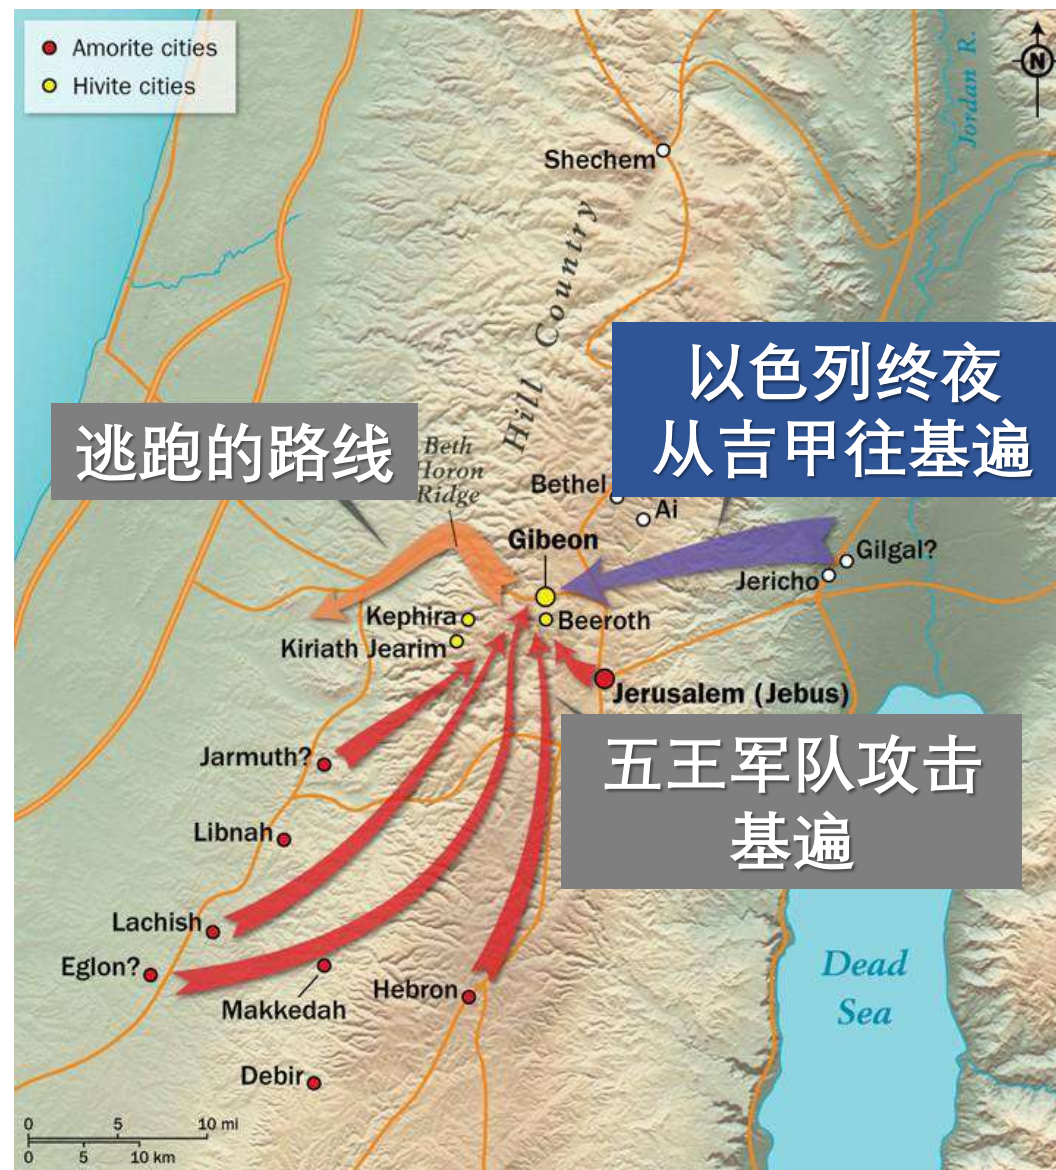 Amorite cities
Hivite cities
N
Jordan R.
Shechem
Hill Country
以色列终夜
从吉甲往基遍
逃跑的路线
Beth
Horon
Ridge
Bethel
Ai
Gibeon
Gilgal?
Jericho
Kephira
Beeroth
Kiriath Jearim
Jerusalem (Jebus)
五王军队攻击
基遍
Jarmuth?
Libnah
Lachish
Eglon?
Makkedah
Hebron
Dead
Sea
Debir
0 5 10 mi
0 5 10 km